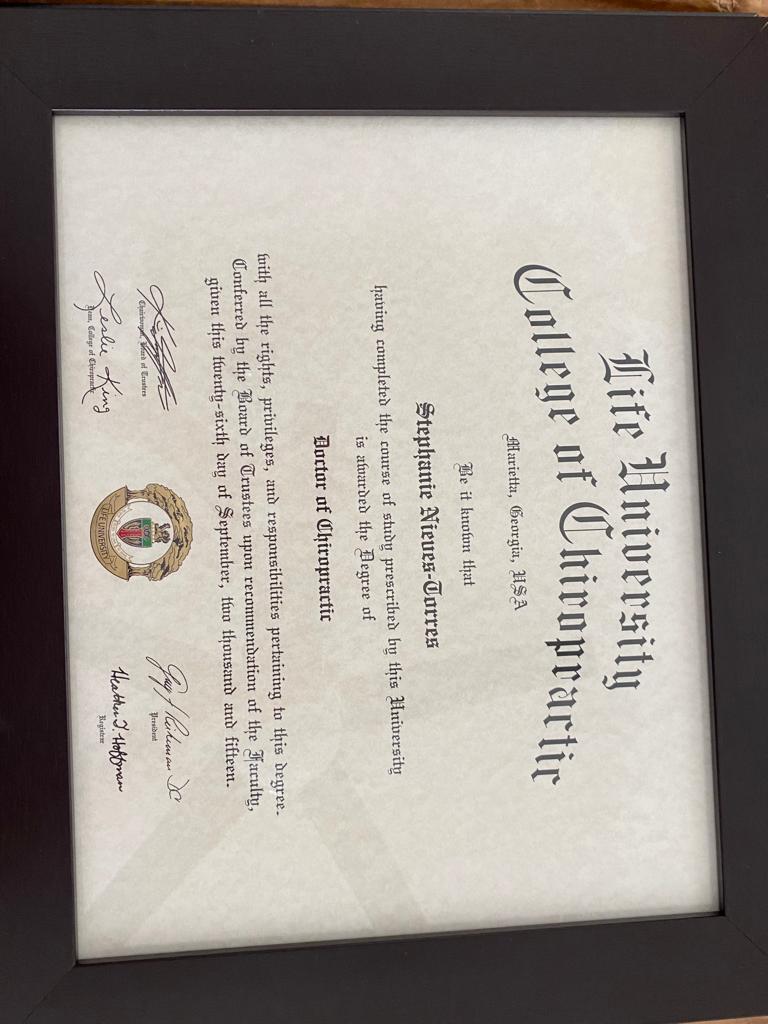 Life University
College of Chiropractic
Marietta, Georgia, USA
Be it known that
Stephanie Nieves-Torres
having completed the course of study prescribed by this University
is awarded the Degree of
Doctor of Chiropractic
with all the rights, privileges, and responsibilities pertaining to this degree.
Conferred by the Board of Trustees upon recommendation of the Faculty,
given this twenty-sixth day of September, two thousand and fifteen.
Chairwoman, Board of Trustees
Leslie King
Dean, College of Chiropractic
LIFE UNIVERSITY
Guy F Riekeman DC
President
Heather T. Hoffman
Registrar